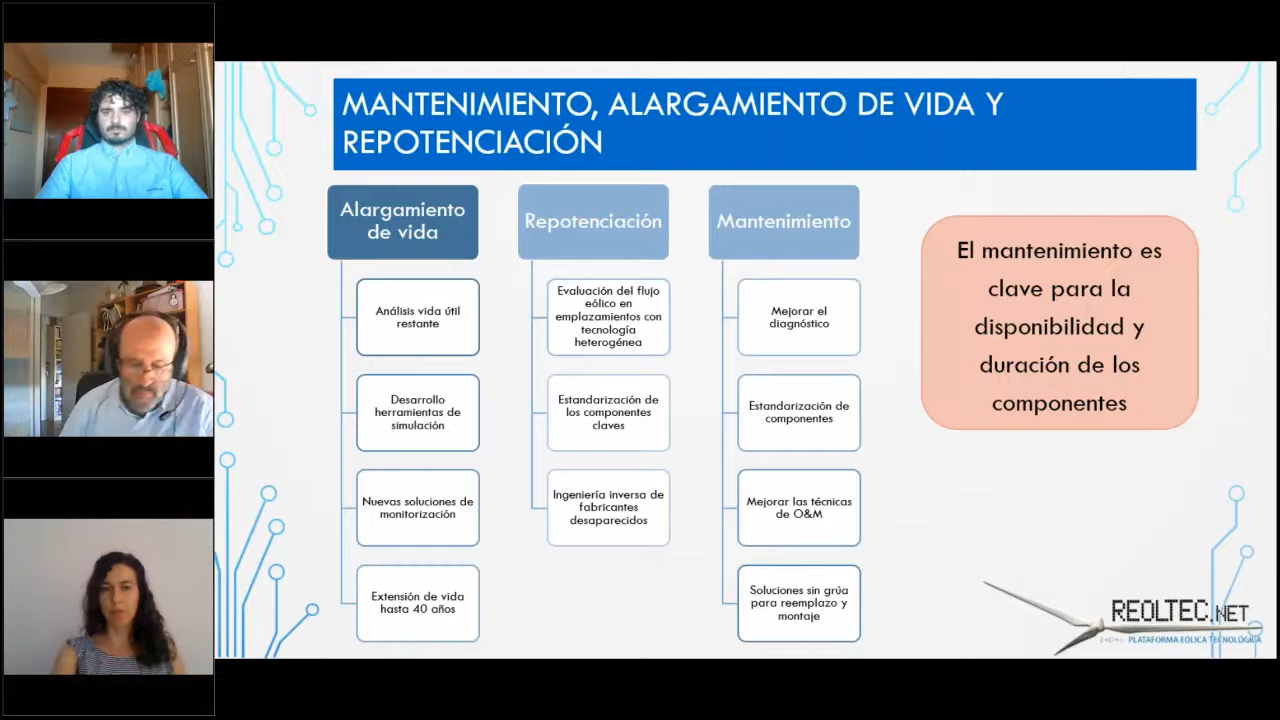 MANTENIMIENTO, ALARGAMIENTO DE VIDA Y
REPOTENCIACIÓN
Alargamiento
de vida
Análisis vida útil
restante
Desarrollo
herramientas de
simulación
Nuevas soluciones de
monitorización
Extensión de vida
hasta 40 años
Repotenciación
Evaluación del flujo
eólico en
emplazamientos con
tecnología
heterogénea
Estandarización de
los componentes
claves
Ingeniería inversa de
fabricantes
desaparecidos
Mantenimiento
Mejorar el
diagnóstico
Estandarización de
componentes
Mejorar las técnicas
de O&M
Soluciones sin grúa
para reemplazo y
montaje
El mantenimiento es
clave para la
disponibilidad y
duración de los
componentes
REOLTEC.NET
PLATAFORMA EÓLICA TECNOLÓGICA